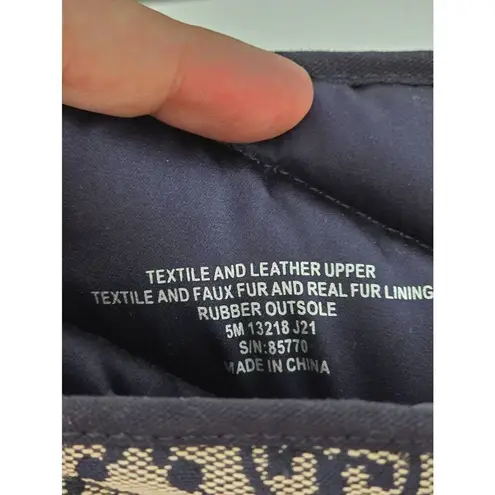 TEXTILE AND LEATHER UPPER
TEXTILE AND FAUX FUR AND REAL FUR LINING
RUBBER OUTSOLE
5M 13218 J21
S/N:85770
MADE IN CHINA